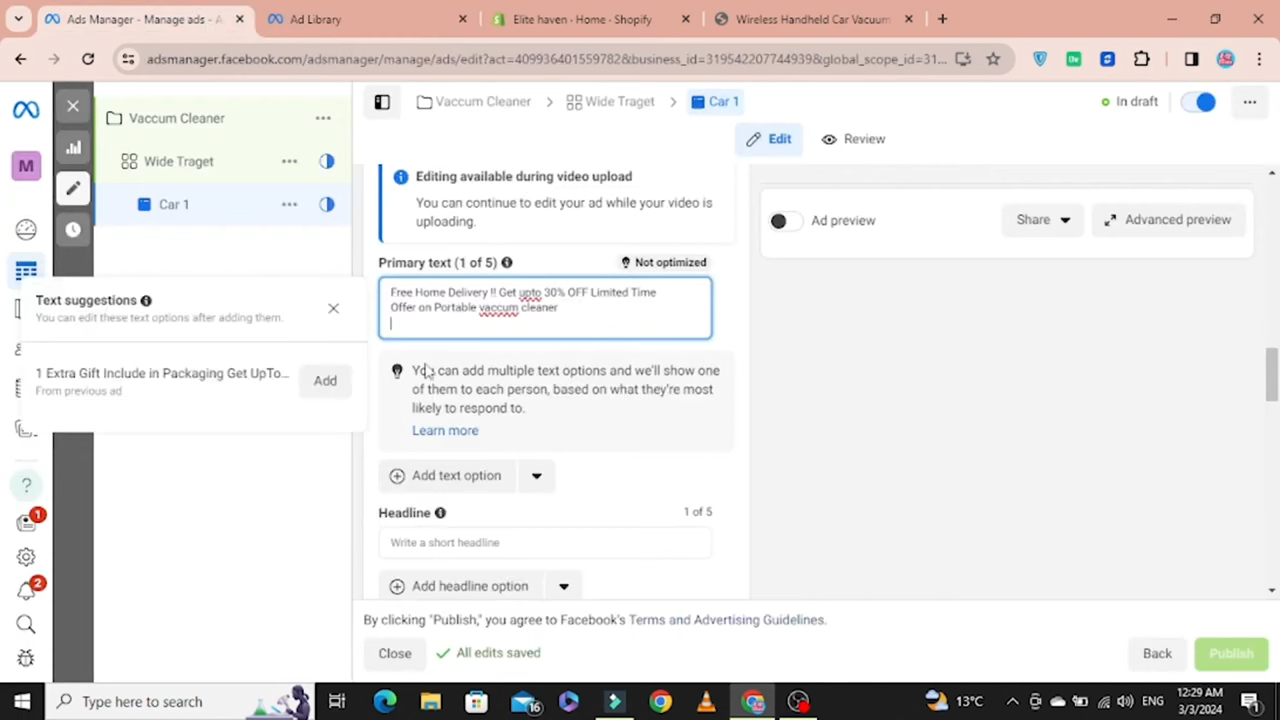 Ads Manager - Manage ads - A
Ad Library
Elite haven · Home · Shopify
Wireless Handheld Car Vacuum
adsmanager.facebook.com/adsmanager/manage/ads/edit?act=409936401559782&business_id=319542207744939&global_scope_id=31...
Vaccum Cleaner
Vaccum Cleaner
Wide Traget
Car 1
In draft
Edit
Review
M
Wide Traget
Car 1
Editing available during video upload
You can continue to edit your ad while your video is
uploading.
Ad preview
Share
Advanced preview
Primary text (1 of 5)
Not optimized
Free Home Delivery !! Get upto 30% OFF Limited Time
Offer on Portable vaccum cleaner
Text suggestions
You can edit these text options after adding them.
1 Extra Gift Include in Packaging Get UpTo...
From previous ad
Add
You can add multiple text options and we'll show one
of them to each person, based on what they're most
likely to respond to.
Learn more
Add text option
Headline
1 of 5
Write a short headline
Add headline option
?
1
2
By clicking "Publish," you agree to Facebook's Terms and Advertising Guidelines.
Close
All edits saved
Back
Publish
Type here to search
16
13°C
ENG
12:29 AM
3/3/2024
1